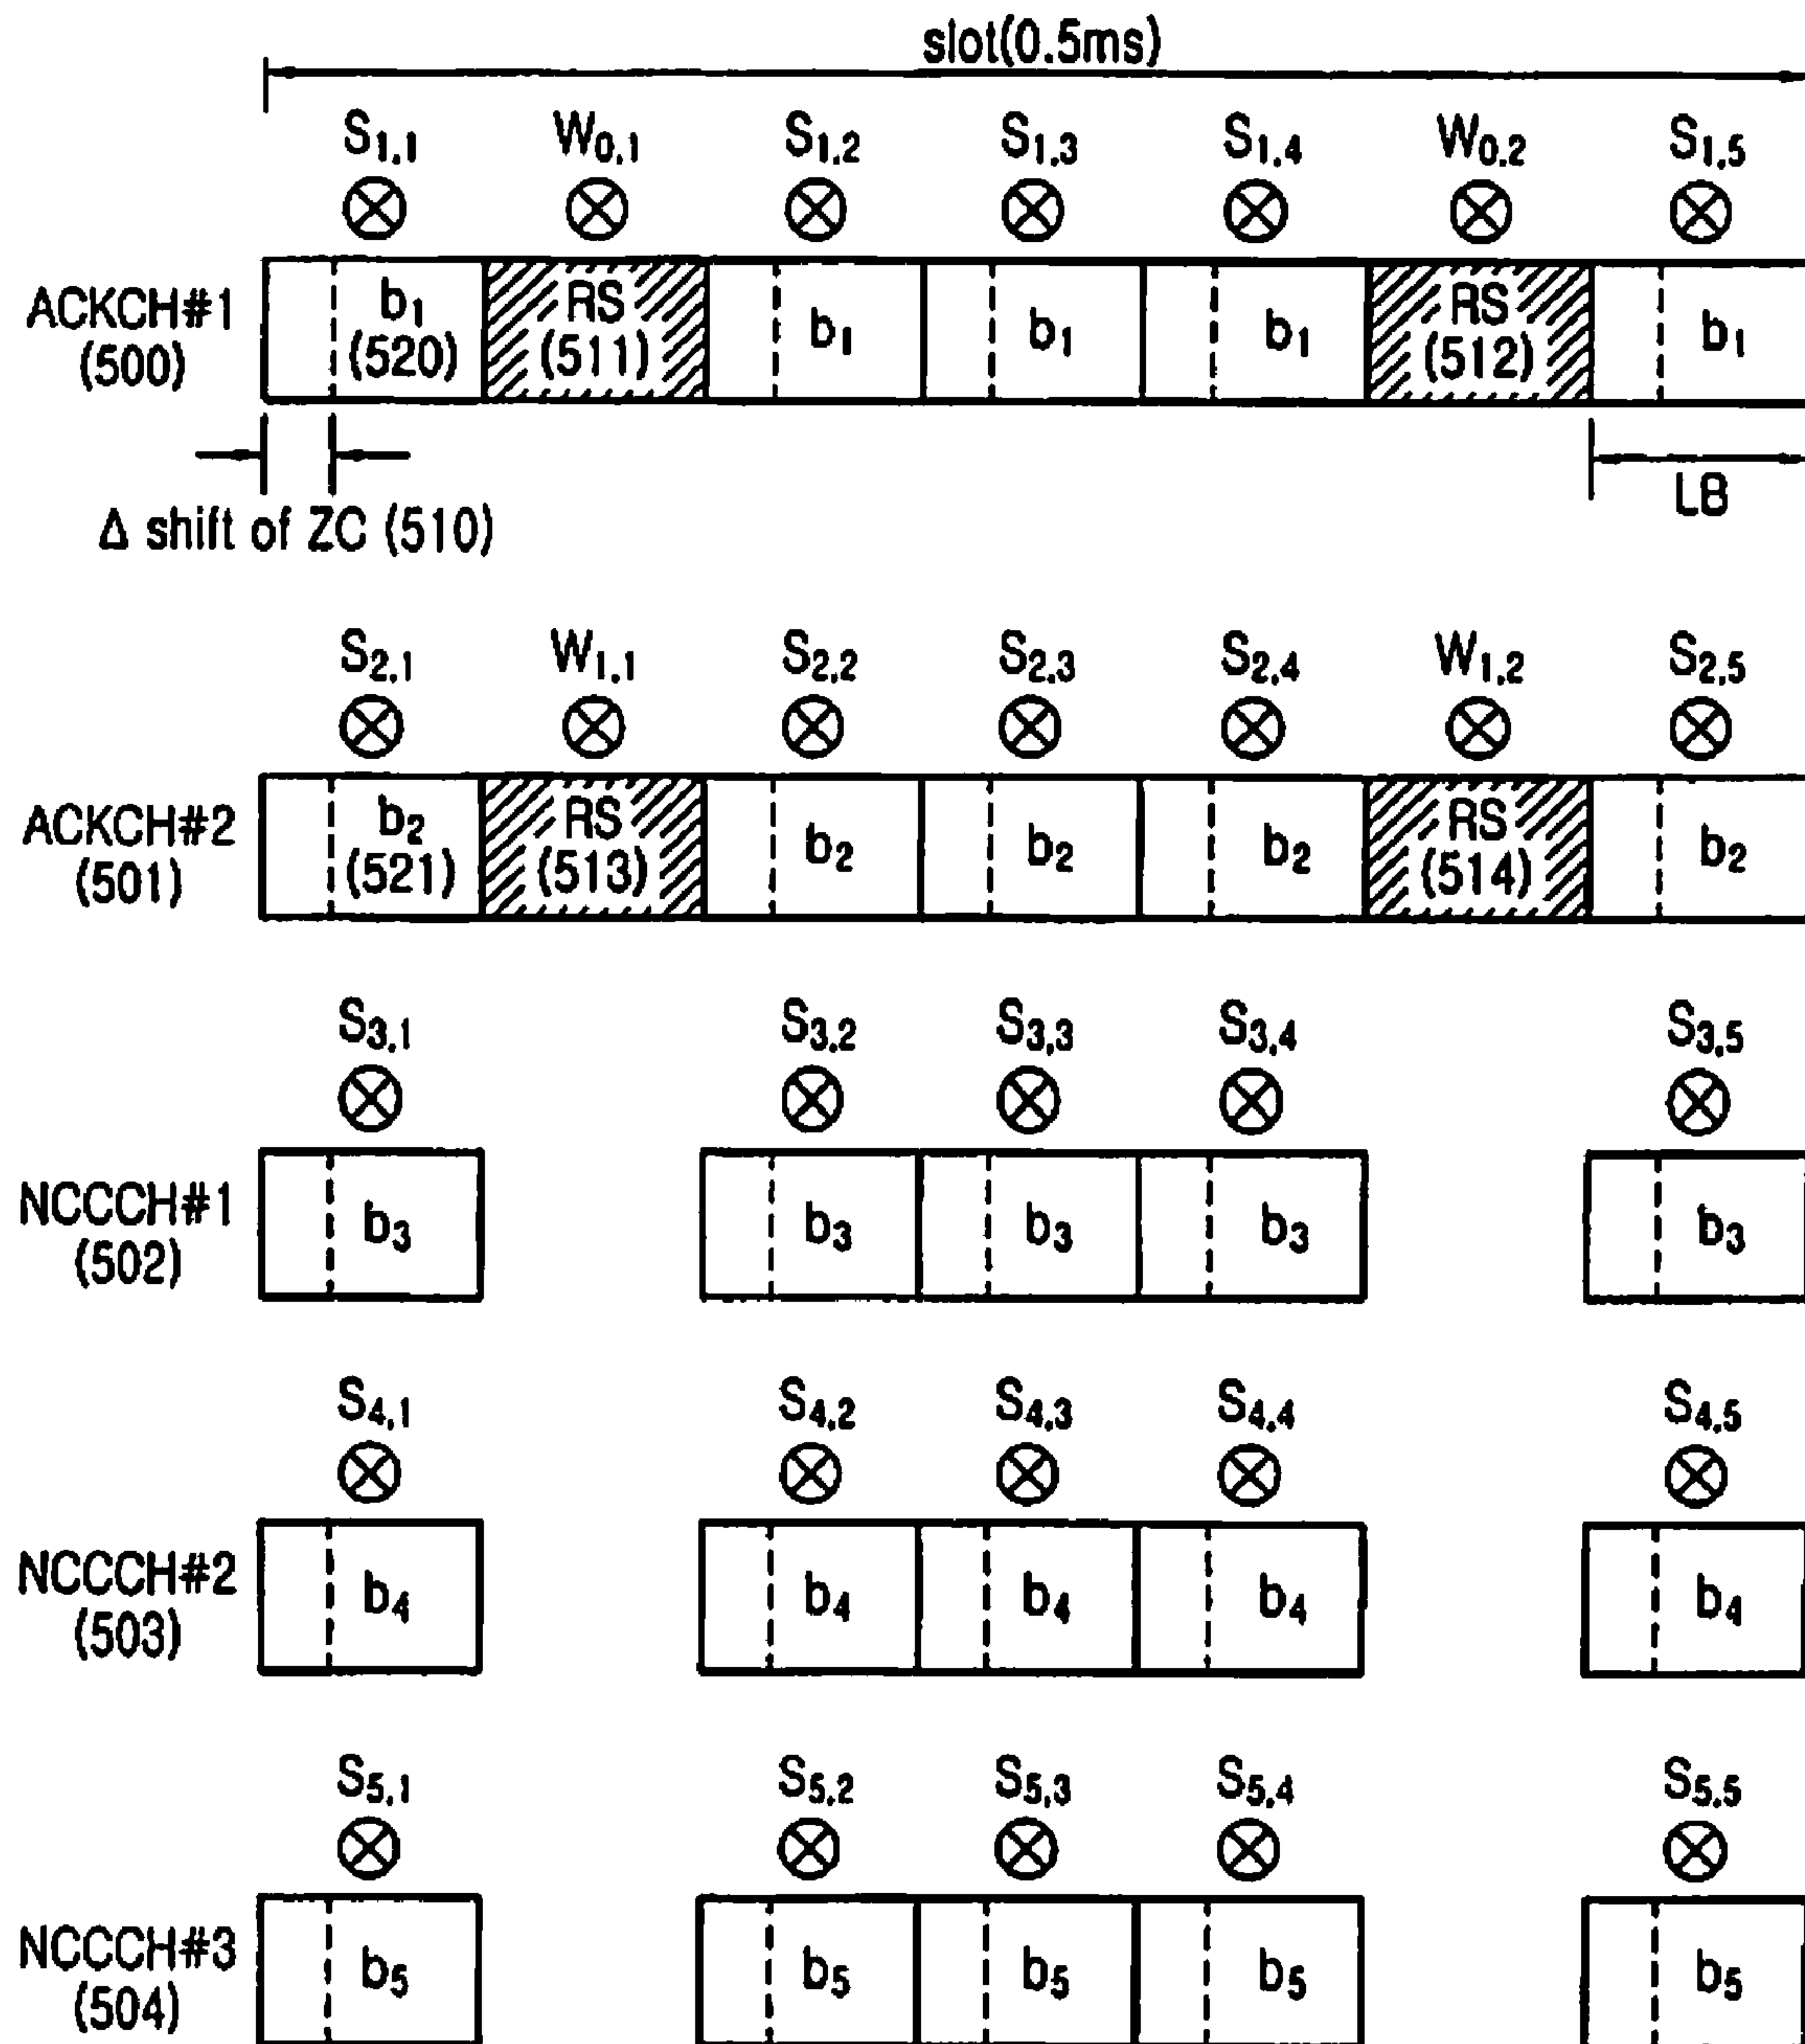 slot(0.5ms)
S1,1 W0,1 S1,2 S1,3 S1,4 W0,2 S1,5
ACKCH#1
(500)
b1
(520)
RS
(511)
b1
b1
b1
RS
(512)
b1
Δ shift of ZC (510)
LB
S2,1 W1,1 S2,2 S2,3 S2,4 W1,2 S2,5
ACKCH#2
(501)
b2
(521)
RS
(513)
b2
b2
b2
RS
(514)
b2
S3,1 S3,2 S3,3 S3,4 S3,5
NCCCH#1
(502)
b3 b3 b3 b3 b3
S4,1 S4,2 S4,3 S4,4 S4,5
NCCCH#2
(503)
b4 b4 b4 b4 b4
S5,1 S5,2 S5,3 S5,4 S5,5
NCCCH#3
(504)
b5 b5 b5 b5 b5